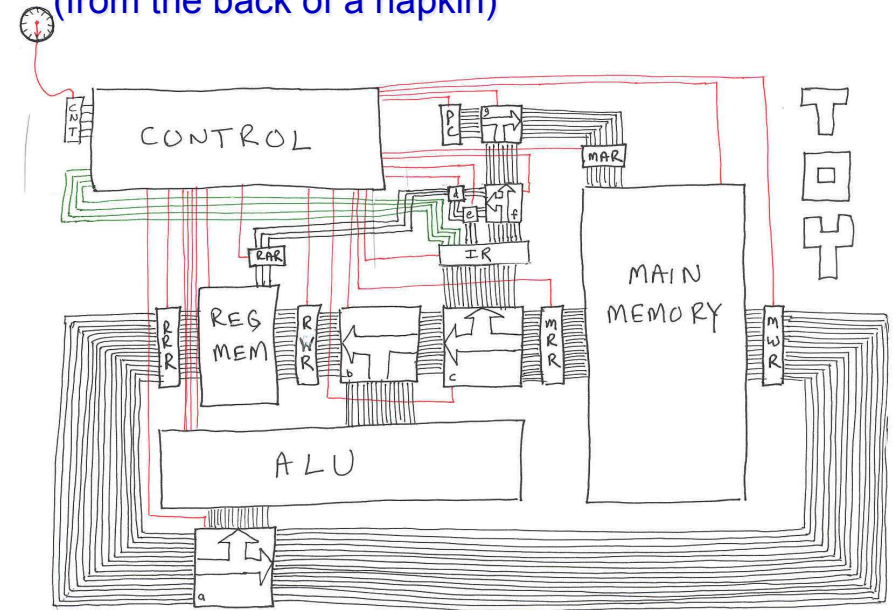 (from the back of a napkin)
CNT
CONTROL
PC
g
MAR
TOY
d
e
f
RAR
IR
MAIN
MEMORY
RRR
REG
MEM
RWR
b
c
MRR
MWR
ALU
a